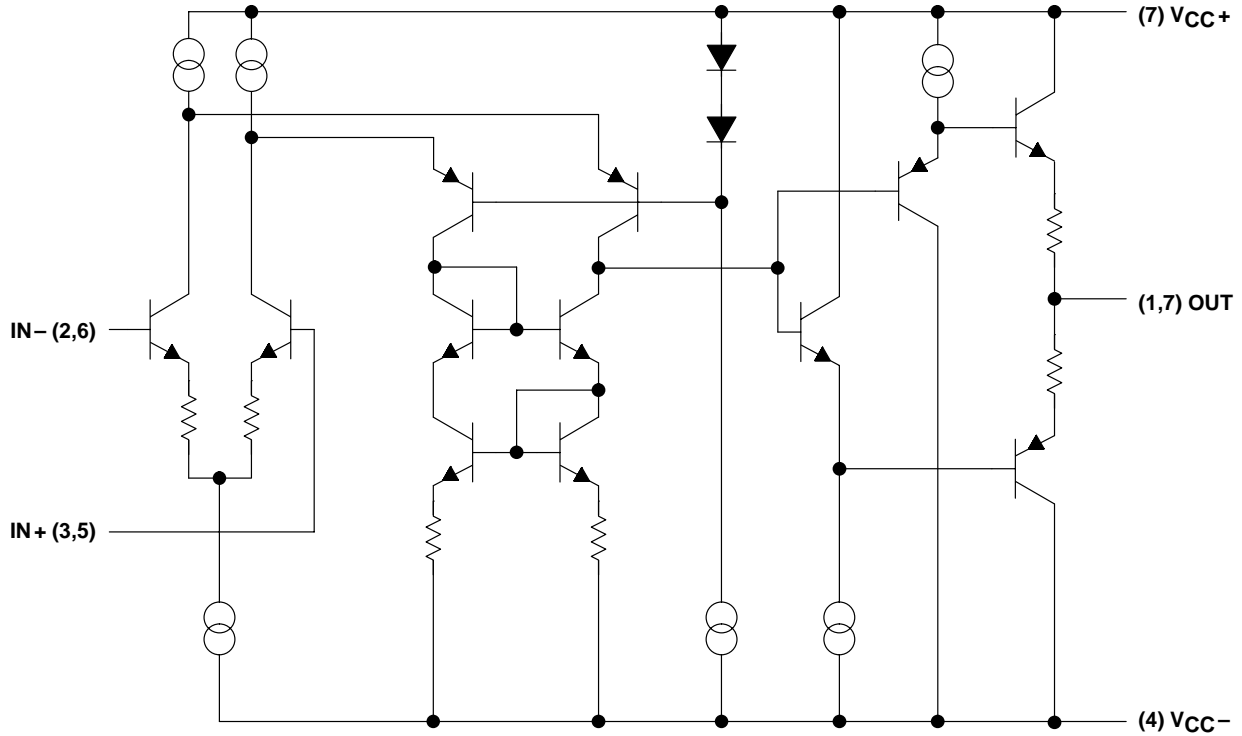 (7) VCC+
IN− (2,6)
(1,7) OUT
IN+ (3,5)
(4) VCC−